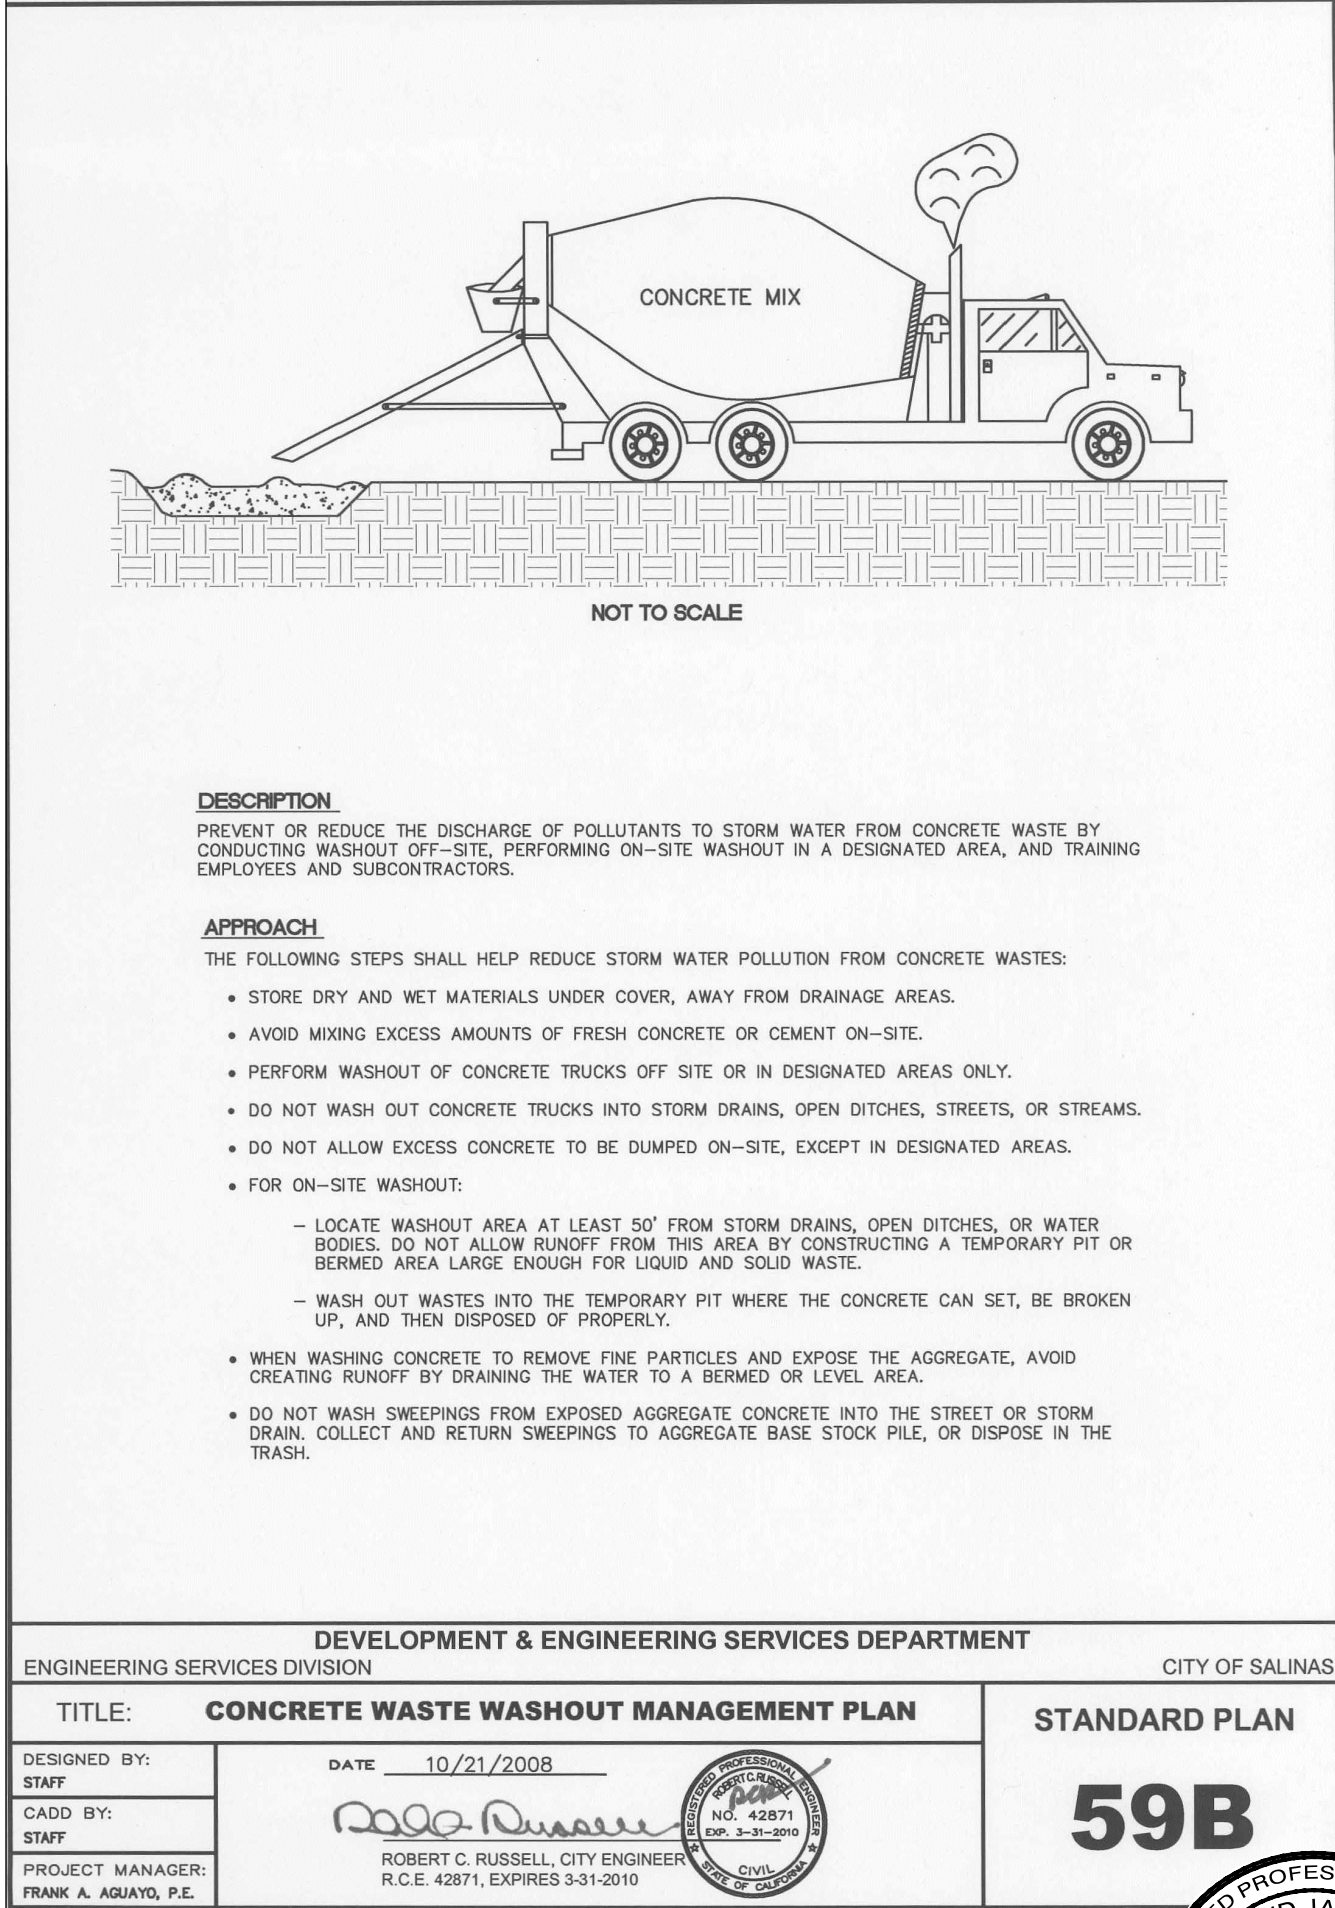 CONCRETE MIX
NOT TO SCALE
DESCRIPTION
PREVENT OR REDUCE THE DISCHARGE OF POLLUTANTS TO STORM WATER FROM CONCRETE WASTE BY
CONDUCTING WASHOUT OFF-SITE, PERFORMING ON-SITE WASHOUT IN A DESIGNATED AREA, AND TRAINING
EMPLOYEES AND SUBCONTRACTORS.
APPROACH
THE FOLLOWING STEPS SHALL HELP REDUCE STORM WATER POLLUTION FROM CONCRETE WASTES:
• STORE DRY AND WET MATERIALS UNDER COVER, AWAY FROM DRAINAGE AREAS.
• AVOID MIXING EXCESS AMOUNTS OF FRESH CONCRETE OR CEMENT ON-SITE.
• PERFORM WASHOUT OF CONCRETE TRUCKS OFF SITE OR IN DESIGNATED AREAS ONLY.
• DO NOT WASH OUT CONCRETE TRUCKS INTO STORM DRAINS, OPEN DITCHES, STREETS, OR STREAMS.
• DO NOT ALLOW EXCESS CONCRETE TO BE DUMPED ON-SITE, EXCEPT IN DESIGNATED AREAS.
• FOR ON-SITE WASHOUT:
– LOCATE WASHOUT AREA AT LEAST 50' FROM STORM DRAINS, OPEN DITCHES, OR WATER
BODIES. DO NOT ALLOW RUNOFF FROM THIS AREA BY CONSTRUCTING A TEMPORARY PIT OR
BERMED AREA LARGE ENOUGH FOR LIQUID AND SOLID WASTE.
– WASH OUT WASTES INTO THE TEMPORARY PIT WHERE THE CONCRETE CAN SET, BE BROKEN
UP, AND THEN DISPOSED OF PROPERLY.
• WHEN WASHING CONCRETE TO REMOVE FINE PARTICLES AND EXPOSE THE AGGREGATE, AVOID
CREATING RUNOFF BY DRAINING THE WATER TO A BERMED OR LEVEL AREA.
• DO NOT WASH SWEEPINGS FROM EXPOSED AGGREGATE CONCRETE INTO THE STREET OR STORM
DRAIN. COLLECT AND RETURN SWEEPINGS TO AGGREGATE BASE STOCK PILE, OR DISPOSE IN THE
TRASH.
DEVELOPMENT & ENGINEERING SERVICES DEPARTMENT
ENGINEERING SERVICES DIVISION
CITY OF SALINAS
TITLE: CONCRETE WASTE WASHOUT MANAGEMENT PLAN
STANDARD PLAN
59B
DESIGNED BY:
STAFF
CADD BY:
STAFF
PROJECT MANAGER:
FRANK A. AGUAYO, P.E.
DATE 10/21/2008
ROBERT C. RUSSELL, CITY ENGINEER
R.C.E. 42871, EXPIRES 3-31-2010
REGISTERED PROFESSIONAL ENGINEER
ROBERT C. RUSSELL
NO. 42871
EXP. 3-31-2010
CIVIL
STATE OF CALIFORNIA